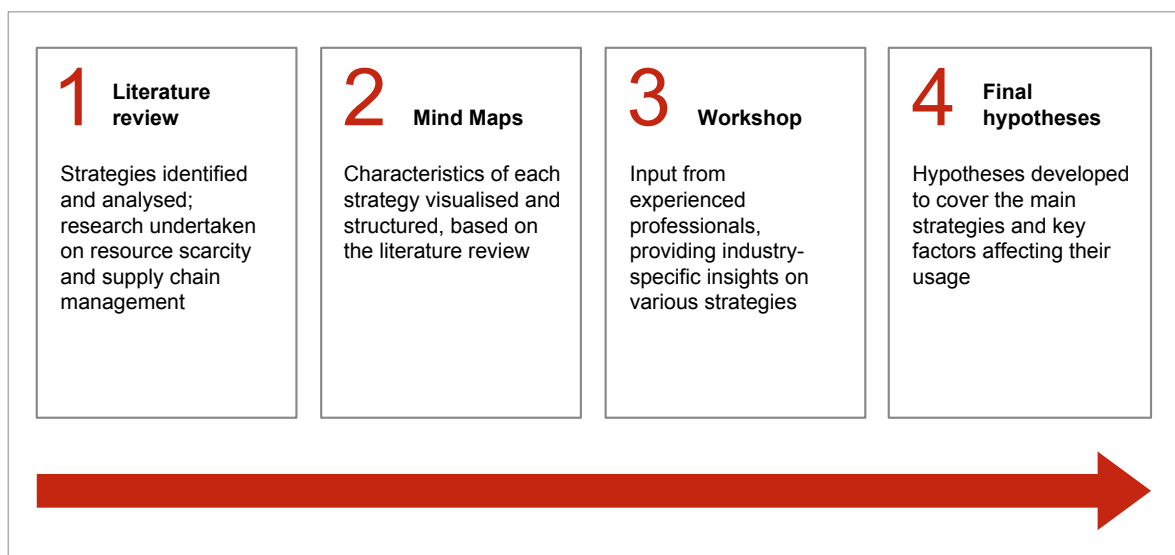 1
Literature
review
Strategies identified
and analysed;
research undertaken
on resource scarcity
and supply chain
management
2
Mind Maps
Characteristics of each
strategy visualised and
structured, based on
the literature review
3
Workshop
Input from
experienced
professionals,
providing industry-
specific insights on
various strategies
4
Final
hypotheses
Hypotheses developed
to cover the main
strategies and key
factors affecting their
usage